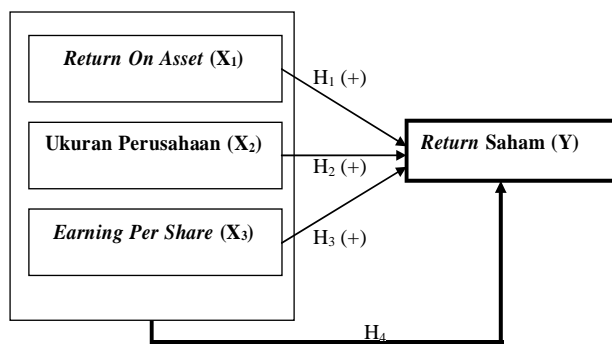 Return On Asset (X₁)
H₁ (+)
Ukuran Perusahaan (X₂)
H₂ (+)
Return Saham (Y)
Earning Per Share (X₃)
H₃ (+)
H₄